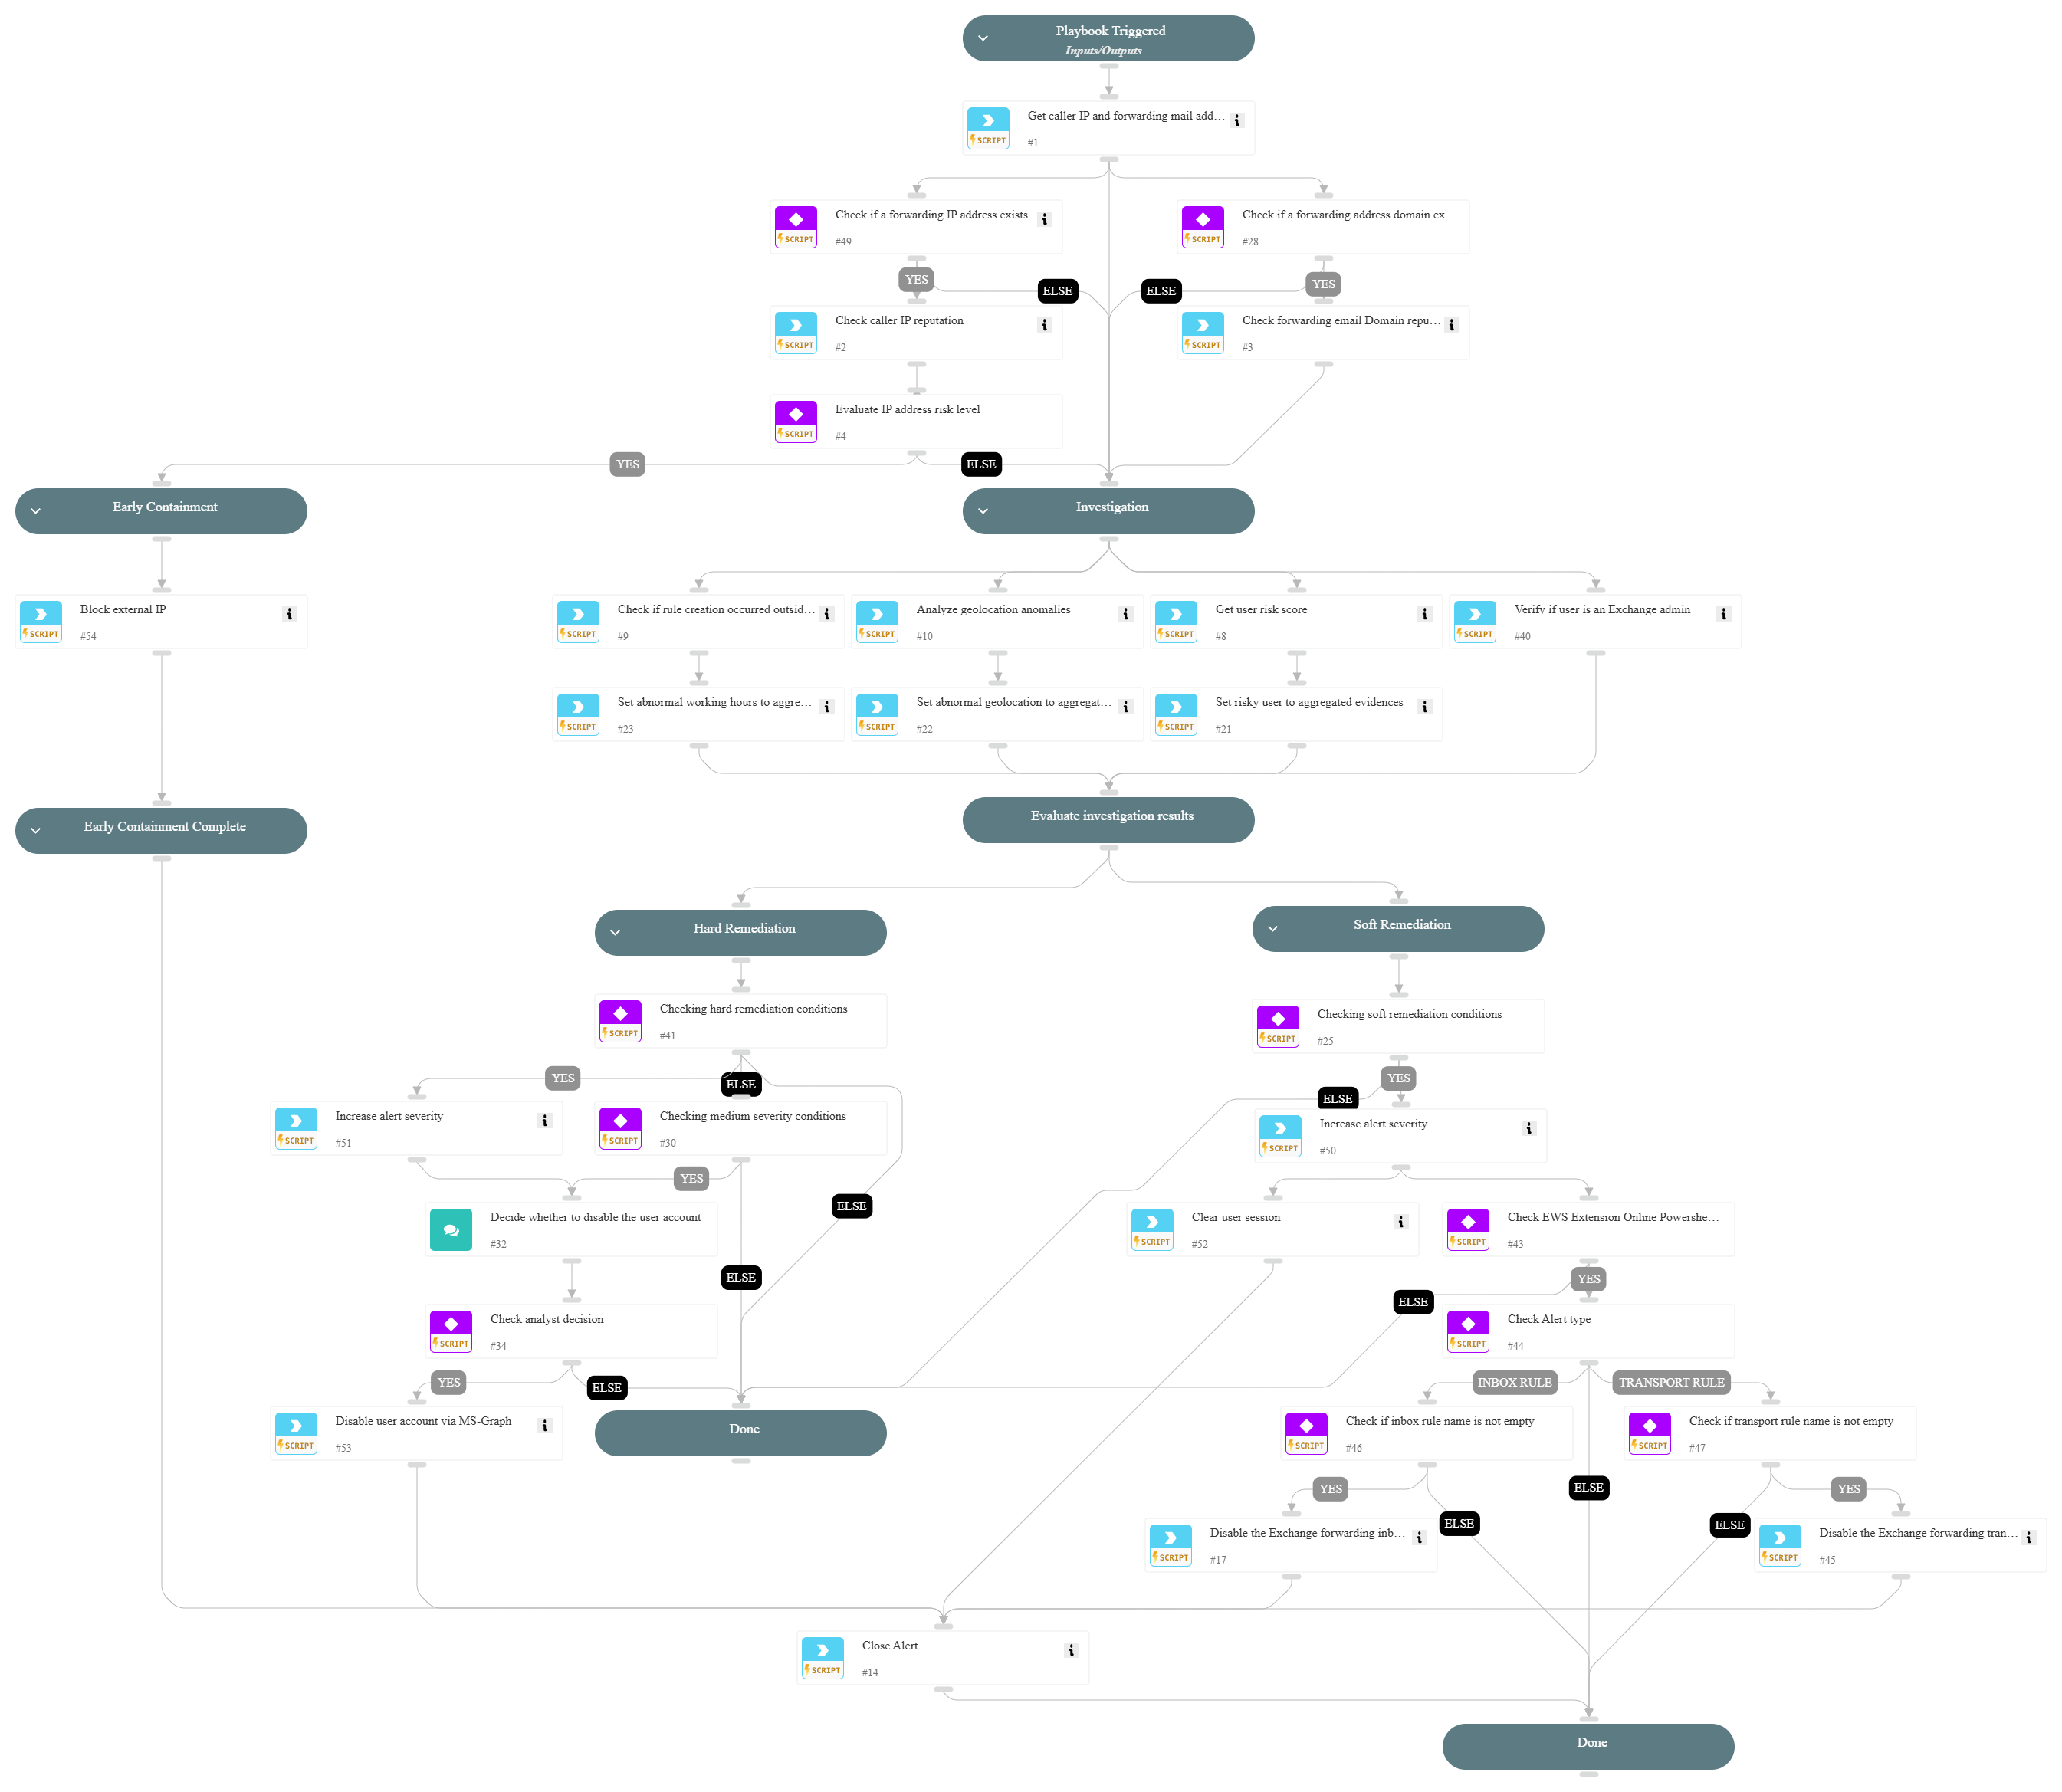 Playbook Triggered
Inputs/Outputs
Get caller IP and forwarding mail add…
SCRIPT
#1
Check if a forwarding IP address exists
SCRIPT
#49
Check if a forwarding address domain ex…
SCRIPT
#28
YES
ELSE
ELSE
YES
Check caller IP reputation
SCRIPT
#2
Check forwarding email Domain repu…
SCRIPT
#3
Evaluate IP address risk level
SCRIPT
#4
YES
ELSE
Early Containment
Investigation
Block external IP
SCRIPT
#54
Check if rule creation occurred outsid…
SCRIPT
#9
Analyze geolocation anomalies
SCRIPT
#10
Get user risk score
SCRIPT
#8
Verify if user is an Exchange admin
SCRIPT
#40
Set abnormal working hours to aggre…
SCRIPT
#23
Set abnormal geolocation to aggregat…
SCRIPT
#22
Set risky user to aggregated evidences
SCRIPT
#21
Early Containment Complete
Evaluate investigation results
Hard Remediation
Soft Remediation
Checking hard remediation conditions
SCRIPT
#41
Checking soft remediation conditions
SCRIPT
#25
YES
ELSE
ELSE
YES
Increase alert severity
SCRIPT
#51
Checking medium severity conditions
SCRIPT
#30
Increase alert severity
SCRIPT
#50
YES
ELSE
Decide whether to disable the user account
#32
Clear user session
SCRIPT
#52
Check EWS Extension Online Powershe…
SCRIPT
#43
ELSE
YES
ELSE
Check analyst decision
SCRIPT
#34
Check Alert type
SCRIPT
#44
YES
ELSE
INBOX RULE
TRANSPORT RULE
Disable user account via MS-Graph
SCRIPT
#53
Done
Check if inbox rule name is not empty
SCRIPT
#46
Check if transport rule name is not empty
SCRIPT
#47
YES
ELSE
ELSE
ELSE
YES
Disable the Exchange forwarding inb…
SCRIPT
#17
Disable the Exchange forwarding tran…
SCRIPT
#45
Close Alert
SCRIPT
#14
Done